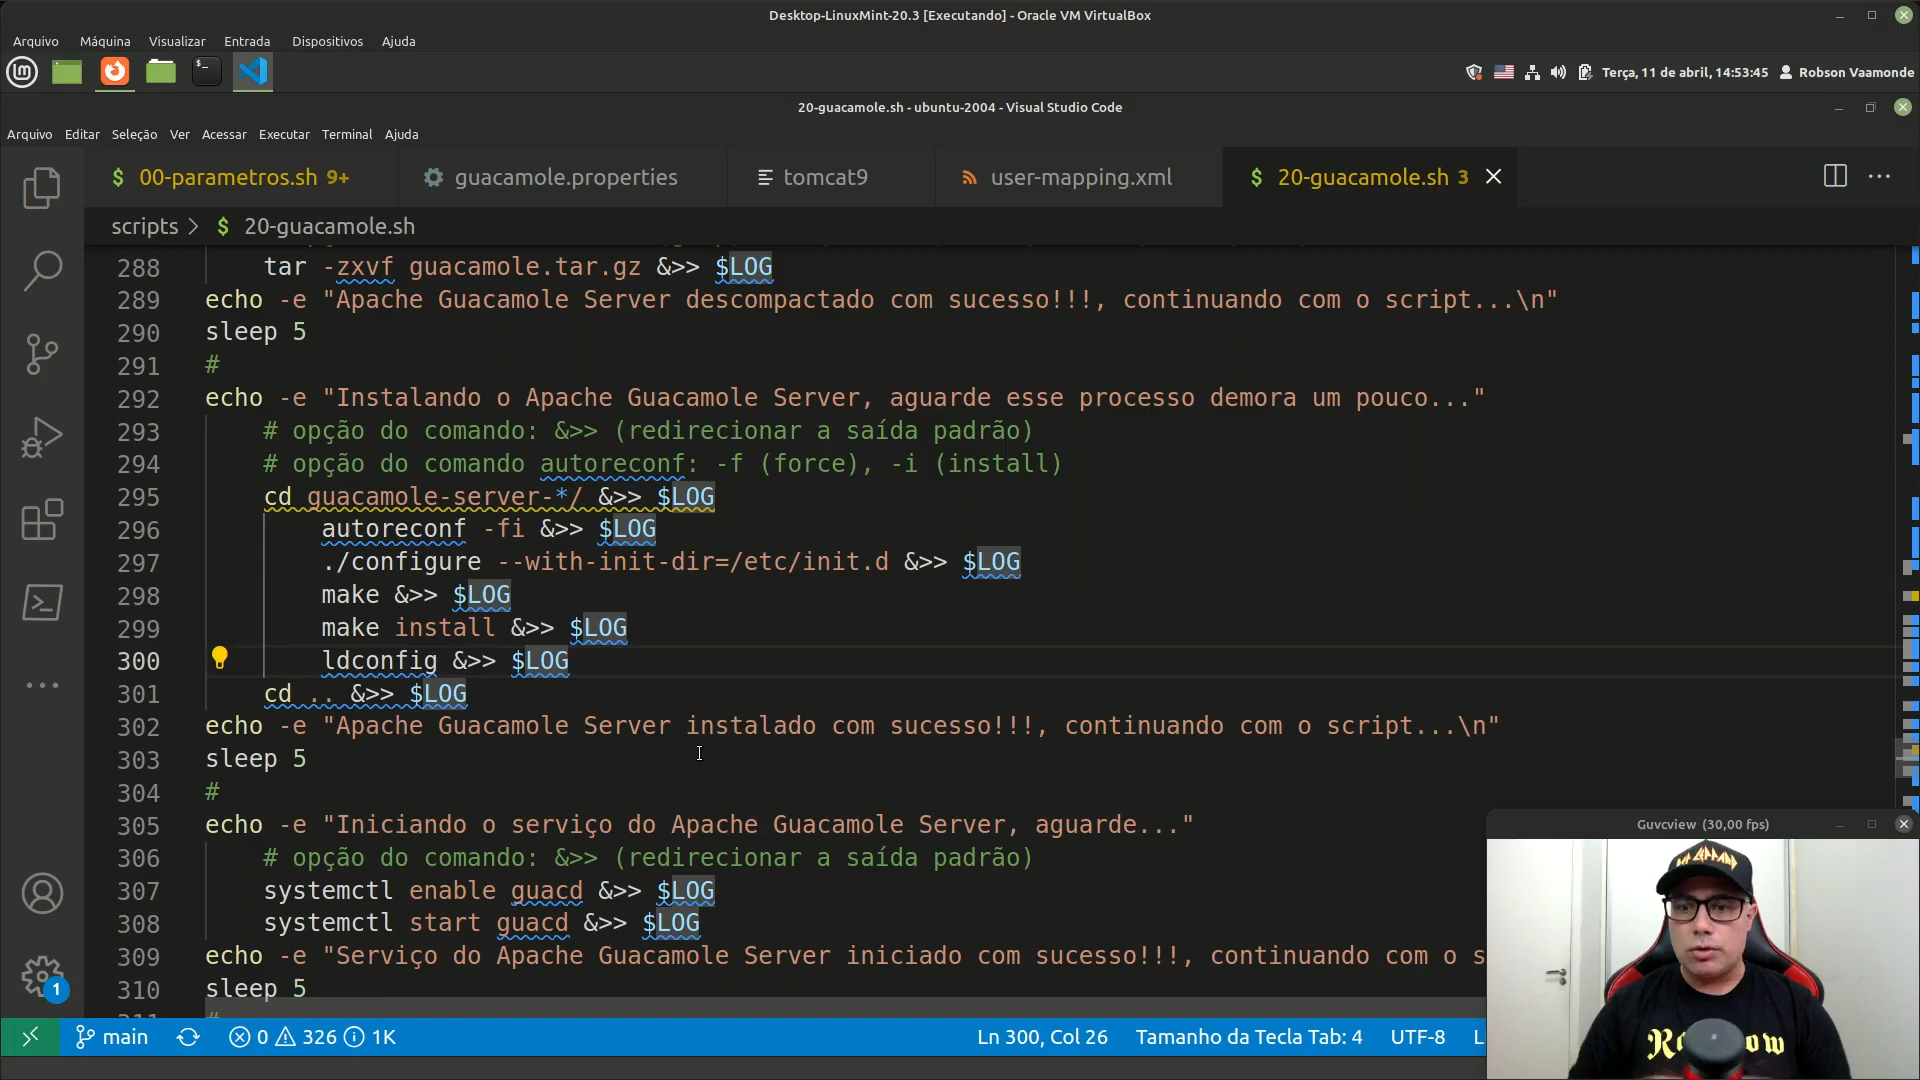 Desktop-LinuxMint-20.3 [Executando] - Oracle VM VirtualBox
Arquivo Máquina Visualizar Entrada Dispositivos Ajuda
Terça, 11 de abril, 14:53:45 Robson Vaamonde
20-guacamole.sh - ubuntu-2004 - Visual Studio Code
Arquivo Editar Seleção Ver Acessar Executar Terminal Ajuda
$ 00-parametros.sh 9+ guacamole.properties tomcat9 user-mapping.xml $ 20-guacamole.sh 3
scripts > $ 20-guacamole.sh
288 tar -zxvf guacamole.tar.gz &>> $LOG
289 echo -e "Apache Guacamole Server descompactado com sucesso!!!, continuando com o script...\n"
290 sleep 5
291 #
292 echo -e "Instalando o Apache Guacamole Server, aguarde esse processo demora um pouco..."
293 # opção do comando: &>> (redirecionar a saída padrão)
294 # opção do comando autoreconf: -f (force), -i (install)
295 cd guacamole-server-*/ &>> $LOG
296 autoreconf -fi &>> $LOG
297 ./configure --with-init-dir=/etc/init.d &>> $LOG
298 make &>> $LOG
299 make install &>> $LOG
300 ldconfig &>> $LOG
301 cd .. &>> $LOG
302 echo -e "Apache Guacamole Server instalado com sucesso!!!, continuando com o script...\n"
303 sleep 5
304 #
305 echo -e "Iniciando o serviço do Apache Guacamole Server, aguarde..."
306 # opção do comando: &>> (redirecionar a saída padrão)
307 systemctl enable guacd &>> $LOG
308 systemctl start guacd &>> $LOG
309 echo -e "Serviço do Apache Guacamole Server iniciado com sucesso!!!, continuando com o s
310 sleep 5
Guvcview (30,00 fps)
1
main 0 326 1K Ln 300, Col 26 Tamanho da Tecla Tab: 4 UTF-8 L